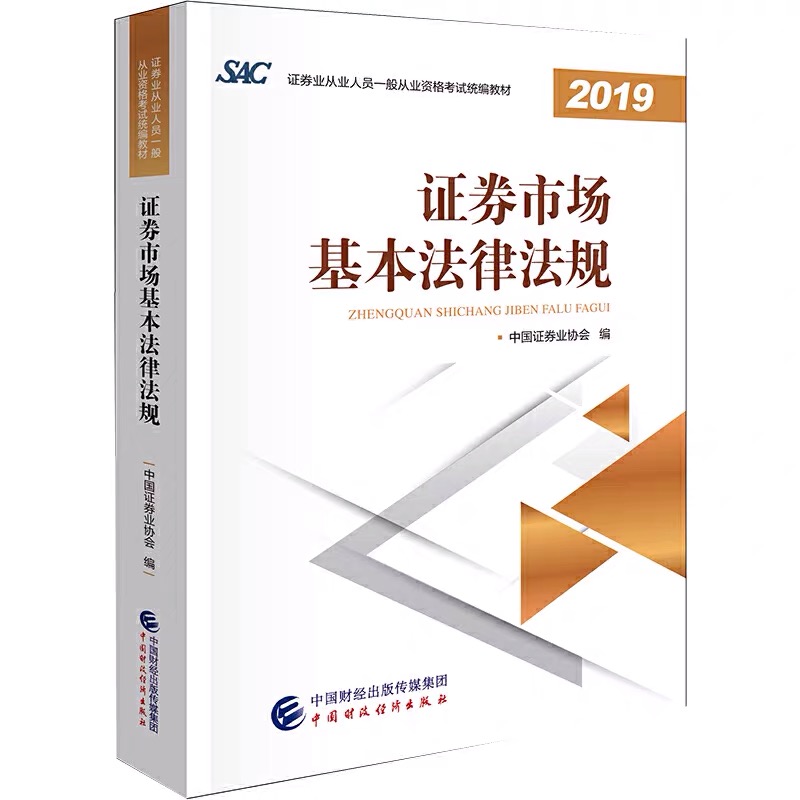 SAC
证券业从业人员一般从业资格考试统编教材
2019
证券市场
基本法律法规
ZHENGQUAN SHICHANG JIBEN FALU FAGUI
中国证券业协会 编
中国财经出版传媒集团
中国财政经济出版社
证券业从业人员一般
从业资格考试统编教材
证券市场基本法律法规
中国证券业协会 编
中国财经出版传媒集团
中国财政经济出版社